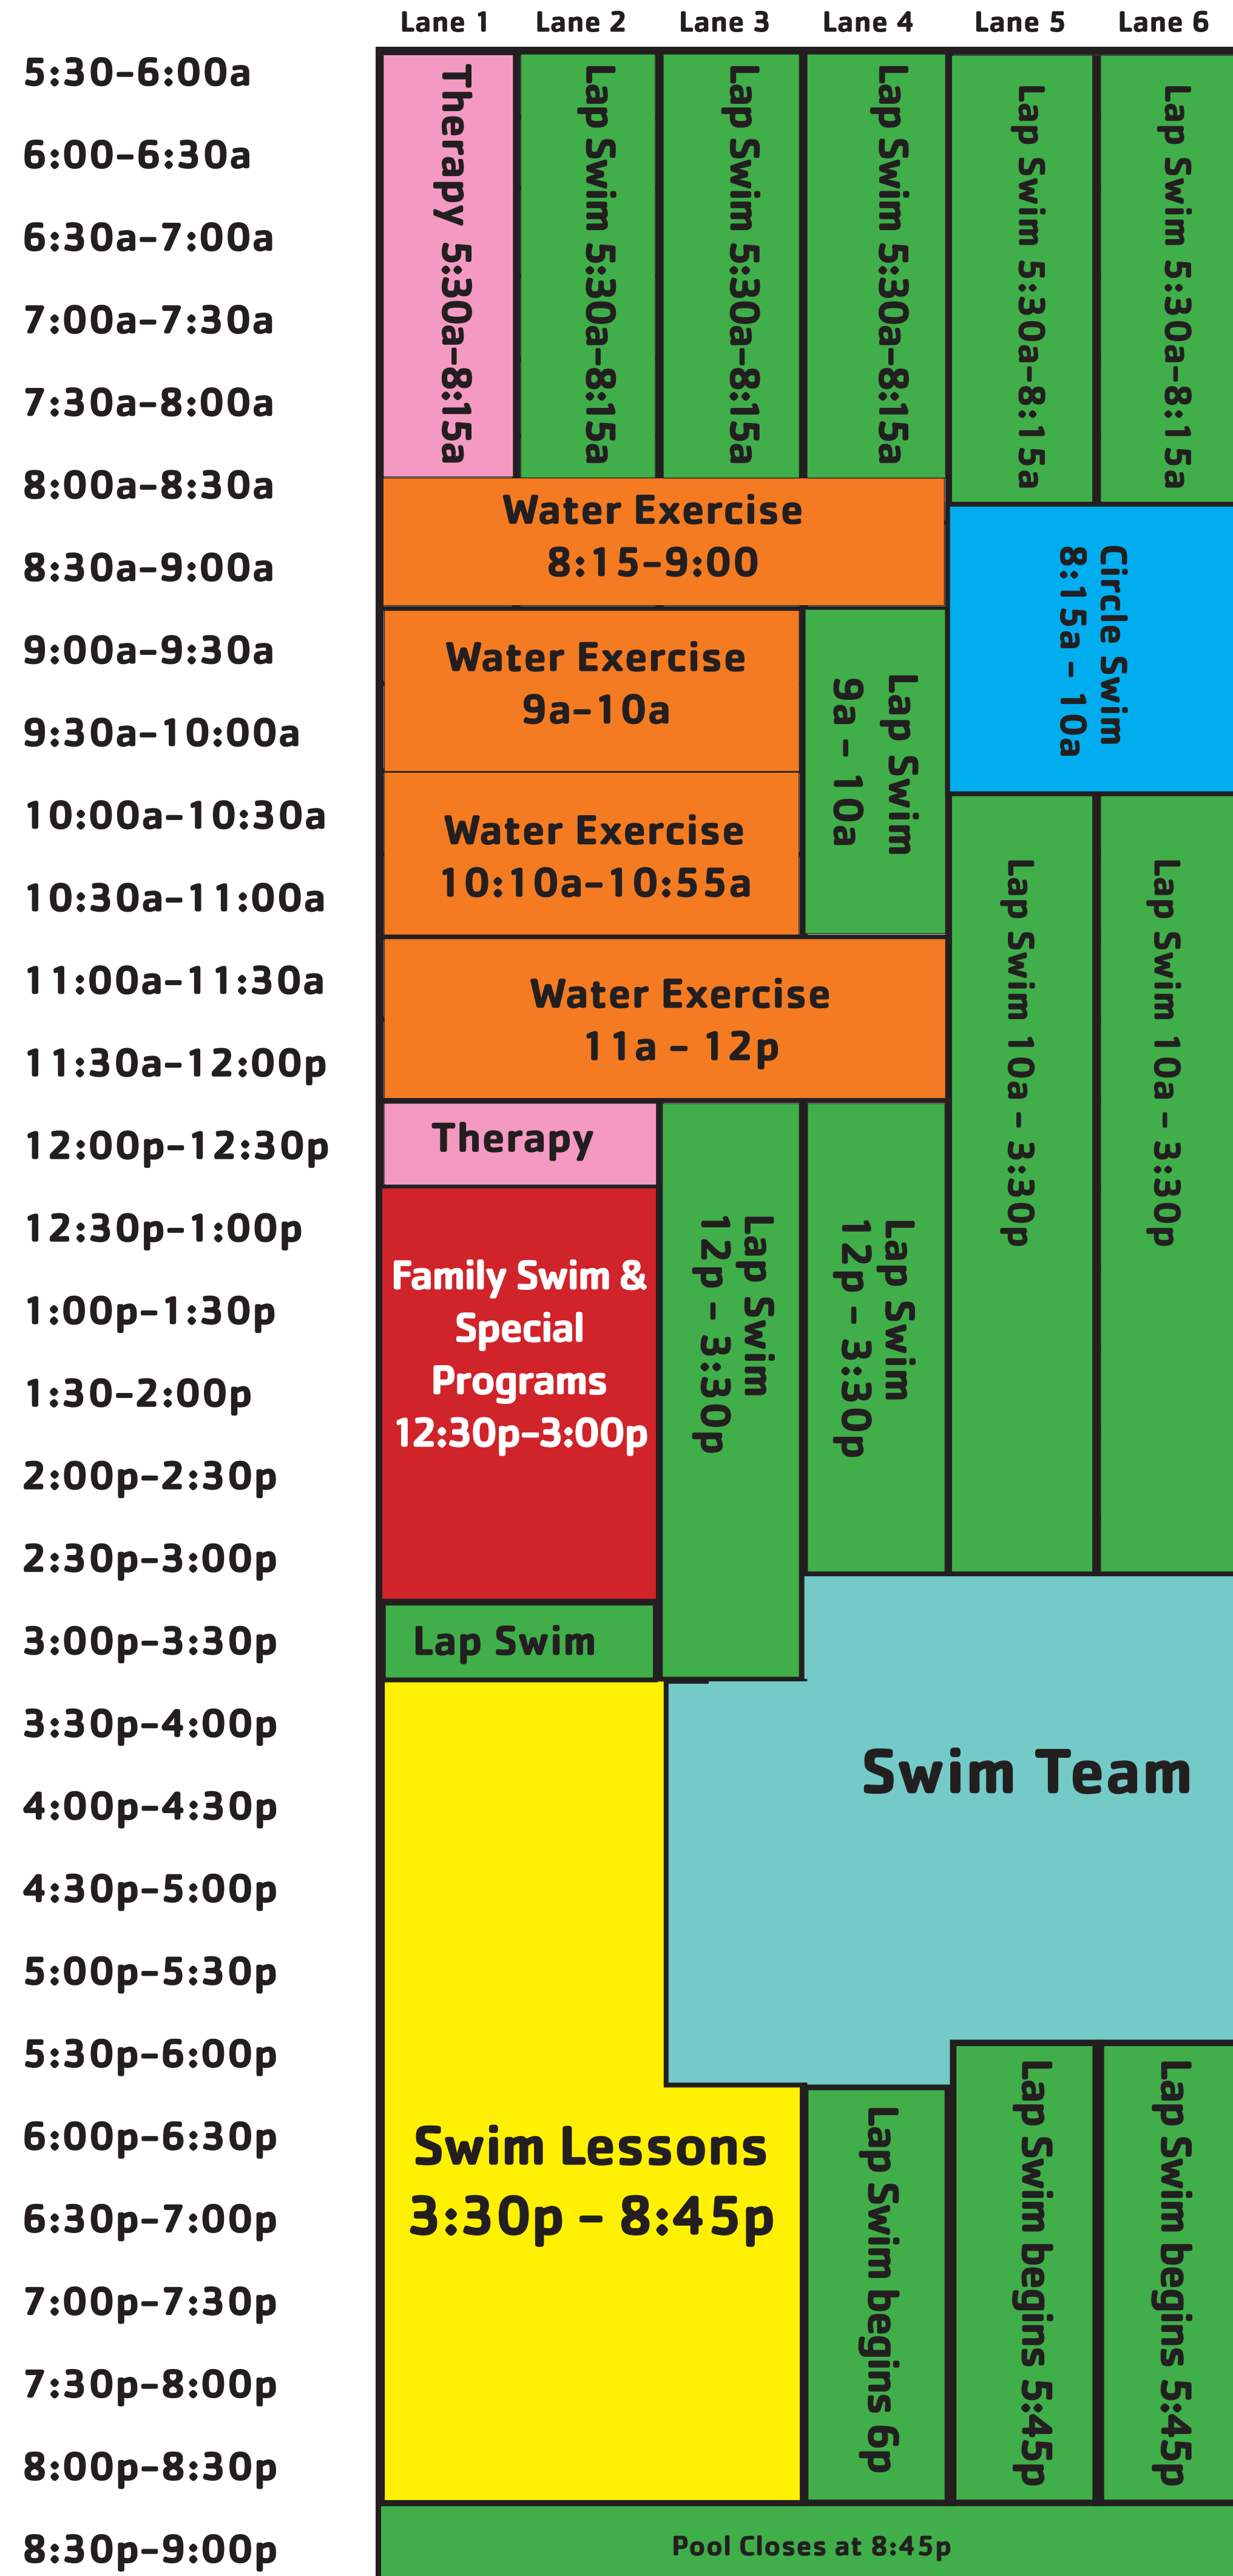 Lane 1 Lane 2 Lane 3 Lane 4 Lane 5 Lane 6
5:30-6:00a
6:00-6:30a
6:30a-7:00a
7:00a-7:30a
7:30a-8:00a
8:00a-8:30a
8:30a-9:00a
9:00a-9:30a
9:30a-10:00a
10:00a-10:30a
10:30a-11:00a
11:00a-11:30a
11:30a-12:00p
12:00p-12:30p
12:30p-1:00p
1:00p-1:30p
1:30-2:00p
2:00p-2:30p
2:30p-3:00p
3:00p-3:30p
3:30p-4:00p
4:00p-4:30p
4:30p-5:00p
5:00p-5:30p
5:30p-6:00p
6:00p-6:30p
6:30p-7:00p
7:00p-7:30p
7:30p-8:00p
8:00p-8:30p
8:30p-9:00p
Therapy 5:30a-8:15a
Lap Swim 5:30a-8:15a
Lap Swim 5:30a-8:15a
Lap Swim 5:30a-8:15a
Lap Swim 5:30a-8:15a
Lap Swim 5:30a-8:15a
Water Exercise
8:15-9:00
Circle Swim
8:15a - 10a
Water Exercise
9a-10a
Lap Swim
9a - 10a
Water Exercise
10:10a-10:55a
Lap Swim 10a - 3:30p
Lap Swim 10a - 3:30p
Water Exercise
11a - 12p
Therapy
Family Swim &
Special
Programs
12:30p-3:00p
Lap Swim
12p - 3:30p
Lap Swim
12p - 3:30p
Lap Swim
Swim Team
Swim Lessons
3:30p - 8:45p
Lap Swim begins 6p
Lap Swim begins 5:45p
Lap Swim begins 5:45p
Pool Closes at 8:45p